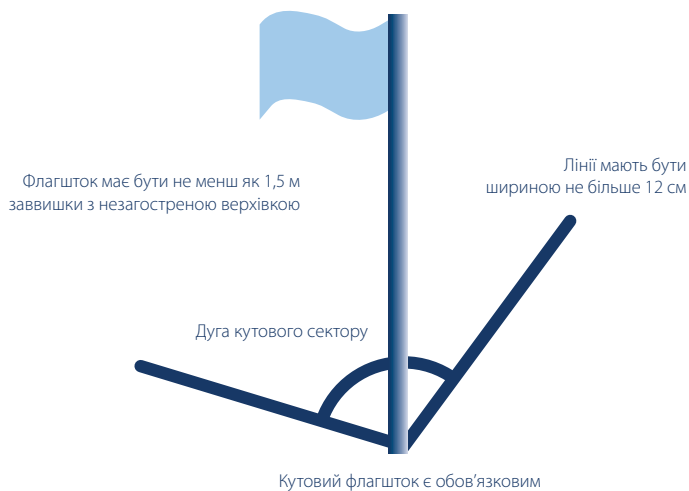 Флагшток має бути не менш як 1,5 м
заввишки з незагостреною верхівкою
Лінії мають бути
шириною не більше 12 см
Дуга кутового сектору
Кутовий флагшток є обов’язковим